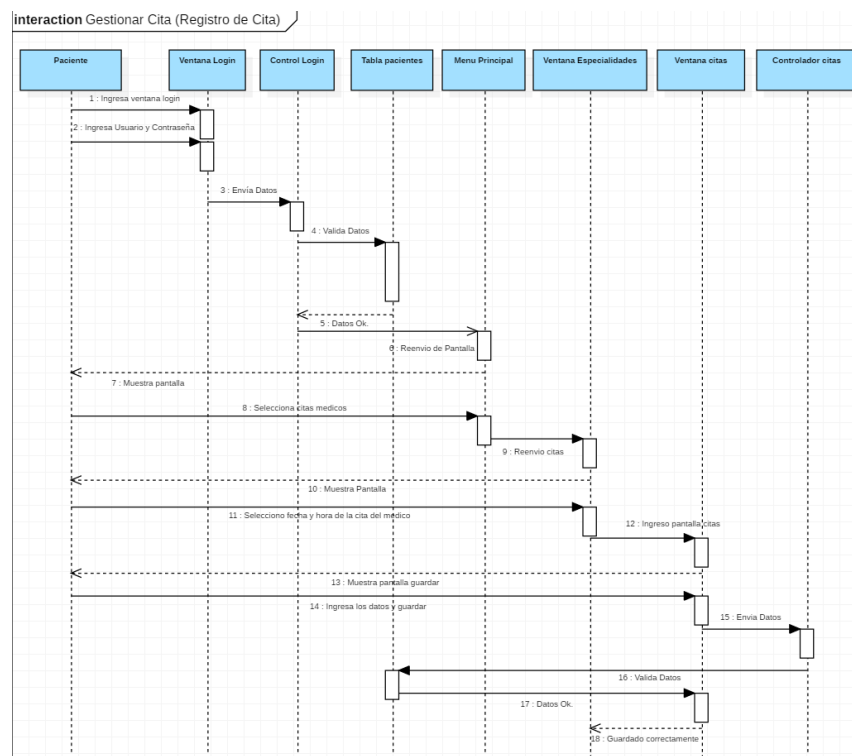 interaction Gestionar Cita (Registro de Cita)
Paciente
Ventana Login
Control Login
Tabla pacientes
Menu Principal
Ventana Especialidades
Ventana citas
Controlador citas
1 : Ingresa ventana login
2 : Ingresa Usuario y Contraseña
3 : Envía Datos
4 : Valida Datos
5 : Datos Ok.
6 : Reenvio de Pantalla
7 : Muestra pantalla
8 : Selecciona citas medicos
9 : Reenvio citas
10 : Muestra Pantalla
11 : Selecciono fecha y hora de la cita del medico
12 : Ingreso pantalla citas
13 : Muestra pantalla guardar
14 : Ingresa los datos y guardar
15 : Envia Datos
16 : Valida Datos
17 : Datos Ok.
18 : Guardado correctamente